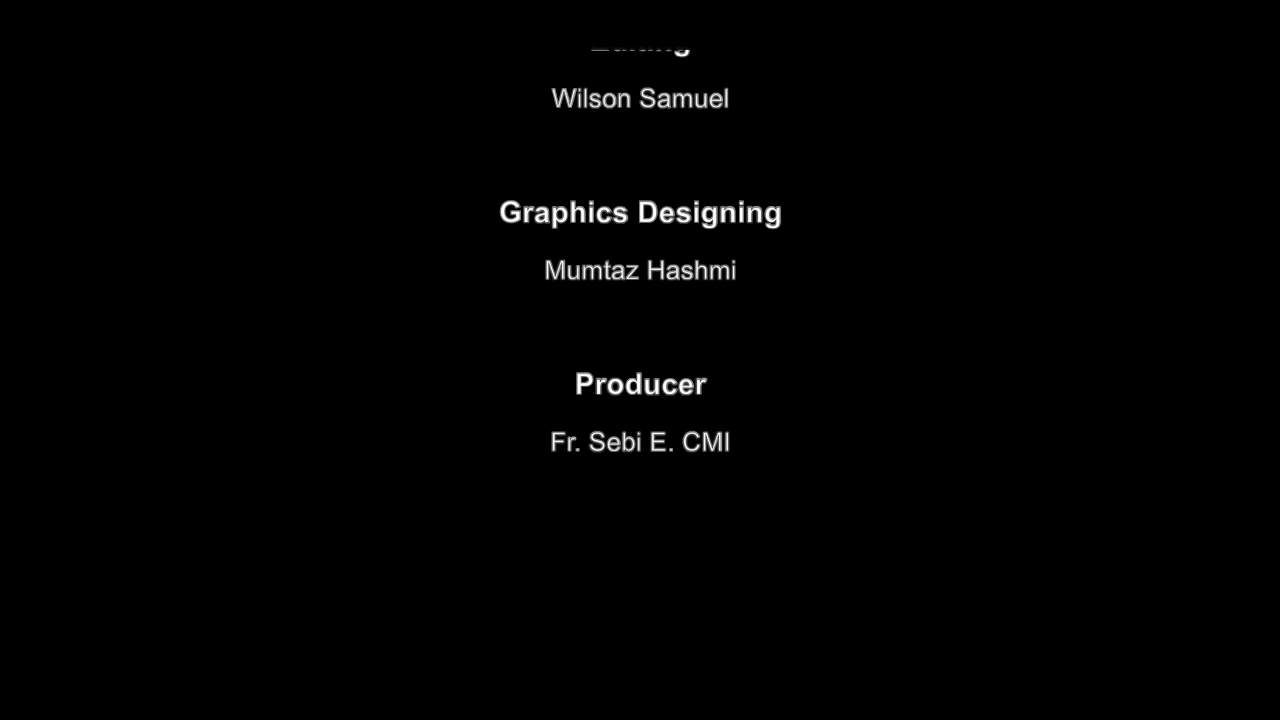 Wilson Samuel
Graphics Designing
Mumtaz Hashmi
Producer
Fr. Sebi E. CMI